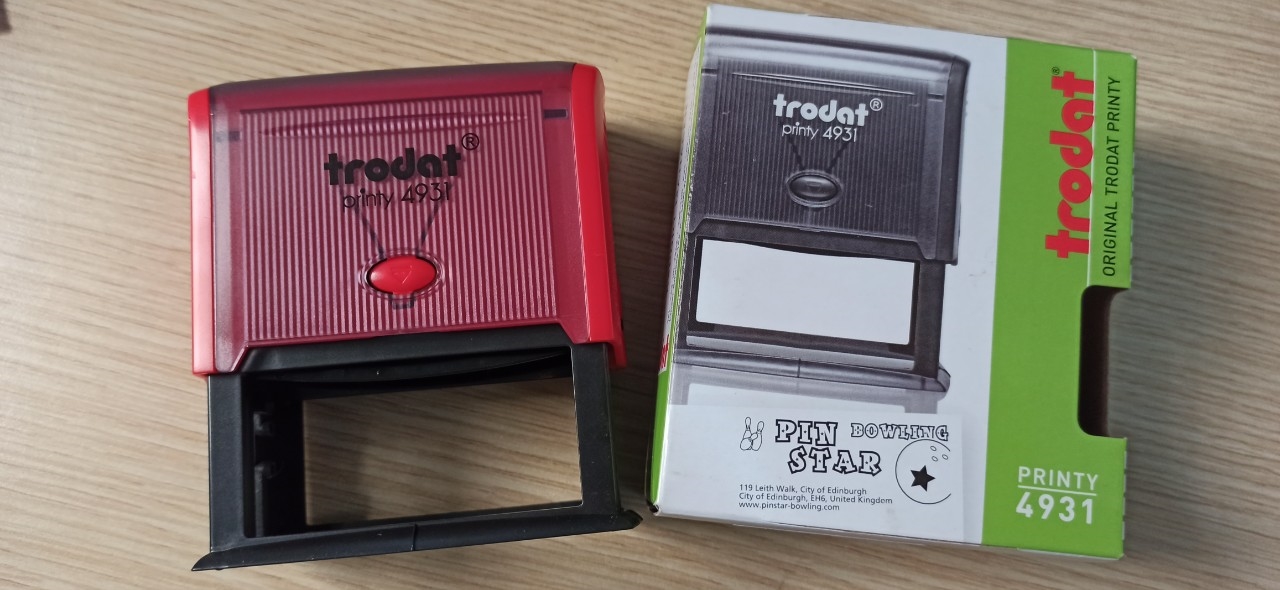 trodat®
printy 4931
trodat®
printy 4931
PIN BOWLING
STAR
119 Leith Walk, City of Edinburgh
City of Edinburgh, EH6, United Kingdom
www.pinstar-bowling.com
trodat®
ORIGINAL TRODAT PRINTY
PRINTY
4931